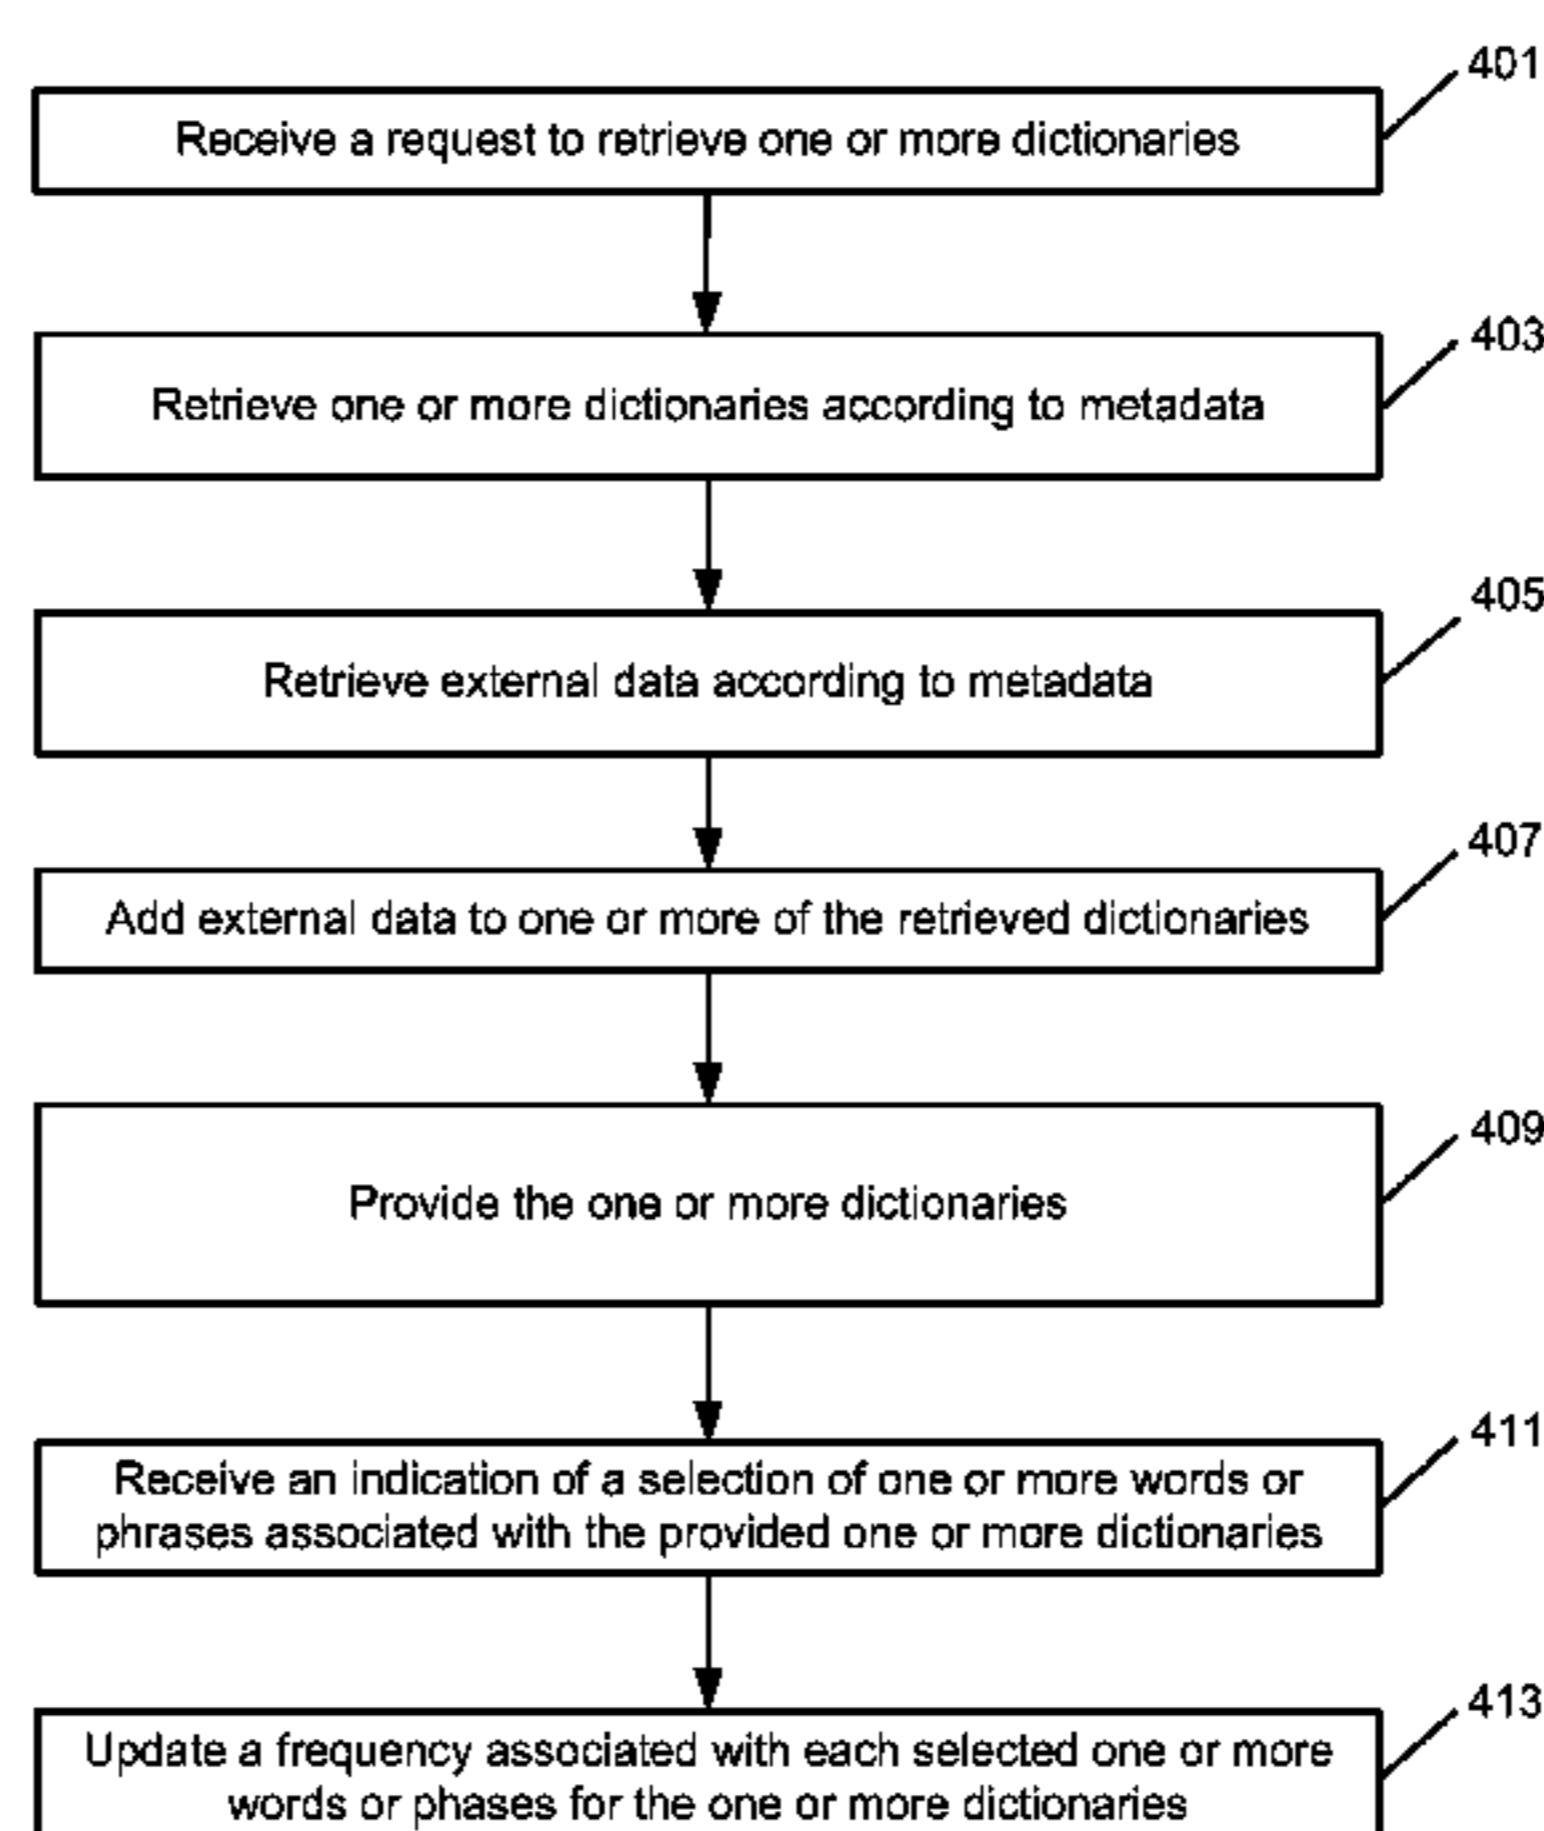 401
Receive a request to retrieve one or more dictionaries
403
Retrieve one or more dictionaries according to metadata
405
Retrieve external data according to metadata
407
Add external data to one or more of the retrieved dictionaries
409
Provide the one or more dictionaries
411
Receive an indication of a selection of one or more words or
phrases associated with the provided one or more dictionaries
413
Update a frequency associated with each selected one or more
words or phases for the one or more dictionaries